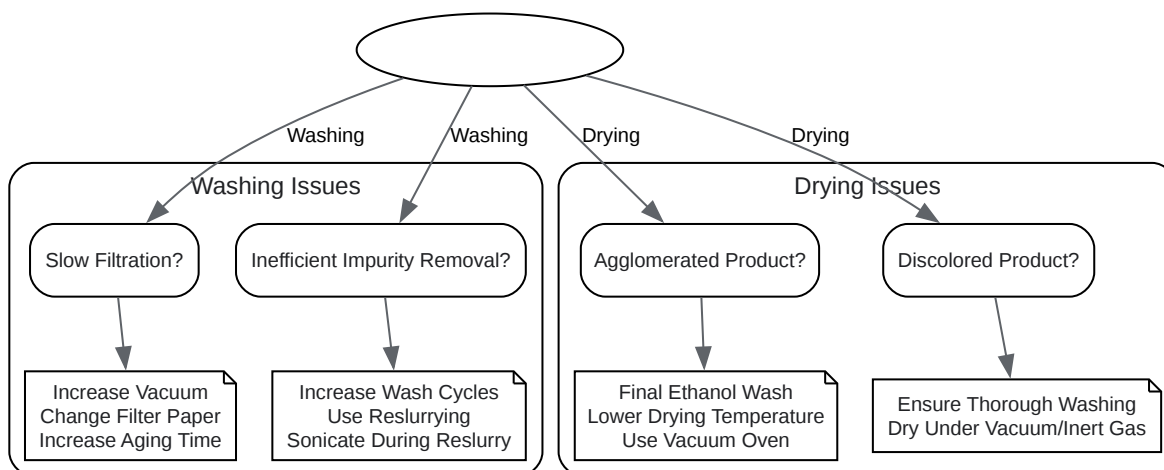 Washing
Washing
Drying
Drying
Washing Issues
Drying Issues
Slow Filtration?
Inefficient Impurity Removal?
Agglomerated Product?
Discolored Product?
Increase Vacuum
Change Filter Paper
Increase Aging Time
Increase Wash Cycles
Use Reslurrying
Sonicate During Reslurry
Final Ethanol Wash
Lower Drying Temperature
Use Vacuum Oven
Ensure Thorough Washing
Dry Under Vacuum/Inert Gas